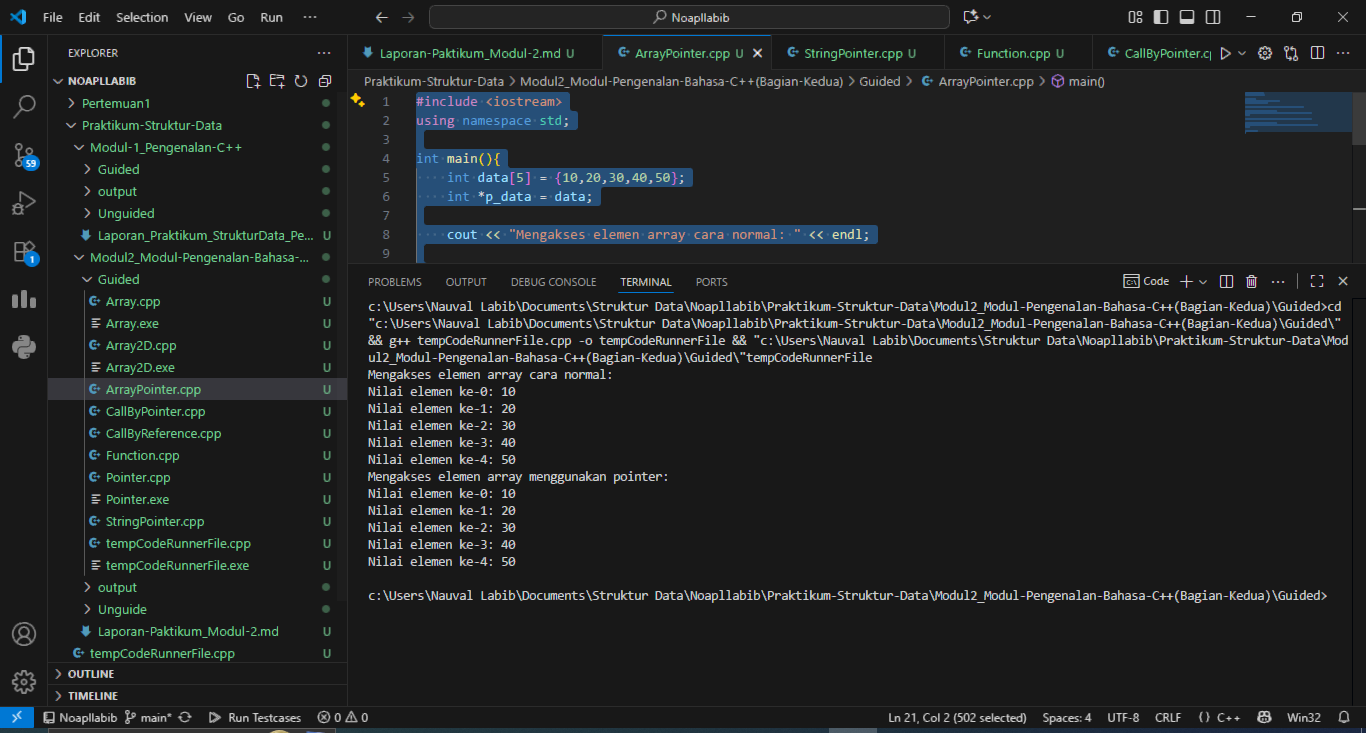 File Edit Selection View Go Run ··· Noapllabib
EXPLORER ···
NOAPLLABIB
Pertemuan1
Praktikum-Struktur-Data
Modul-1_Pengenalan-C++
Guided
output
Unguided
Laporan_Praktikum_StrukturData_Pe... U
Modul2_Modul-Pengenalan-Bahasa-...
Guided
Array.cpp U
Array.exe U
Array2D.cpp U
Array2D.exe U
ArrayPointer.cpp U
CallByPointer.cpp U
CallByReference.cpp U
Function.cpp U
Pointer.cpp U
Pointer.exe U
StringPointer.cpp U
tempCodeRunnerFile.cpp U
tempCodeRunnerFile.exe U
output
Unguide
Laporan-Paktikum_Modul-2.md U
tempCodeRunnerFile.cpp U
OUTLINE
TIMELINE
59
1
Laporan-Paktikum_Modul-2.md U ArrayPointer.cpp U StringPointer.cpp U Function.cpp U CallByPointer.c
Praktikum-Struktur-Data > Modul2_Modul-Pengenalan-Bahasa-C++(Bagian-Kedua) > Guided > ArrayPointer.cpp > main()
1 #include <iostream>
2 using namespace std;
3
4 int main(){
5 int data[5] = {10,20,30,40,50};
6 int *p_data = data;
7
8 cout << "Mengakses elemen array cara normal: " << endl;
9
PROBLEMS OUTPUT DEBUG CONSOLE TERMINAL PORTS Code
c:\Users\Nauval Labib\Documents\Struktur Data\Noapllabib\Praktikum-Struktur-Data\Modul2_Modul-Pengenalan-Bahasa-C++(Bagian-Kedua)\Guided>cd
"c:\Users\Nauval Labib\Documents\Struktur Data\Noapllabib\Praktikum-Struktur-Data\Modul2_Modul-Pengenalan-Bahasa-C++(Bagian-Kedua)\Guided\"
&& g++ tempCodeRunnerFile.cpp -o tempCodeRunnerFile && "c:\Users\Nauval Labib\Documents\Struktur Data\Noapllabib\Praktikum-Struktur-Data\Mod
ul2_Modul-Pengenalan-Bahasa-C++(Bagian-Kedua)\Guided\"tempCodeRunnerFile
Mengakses elemen array cara normal:
Nilai elemen ke-0: 10
Nilai elemen ke-1: 20
Nilai elemen ke-2: 30
Nilai elemen ke-3: 40
Nilai elemen ke-4: 50
Mengakses elemen array menggunakan pointer:
Nilai elemen ke-0: 10
Nilai elemen ke-1: 20
Nilai elemen ke-2: 30
Nilai elemen ke-3: 40
Nilai elemen ke-4: 50
c:\Users\Nauval Labib\Documents\Struktur Data\Noapllabib\Praktikum-Struktur-Data\Modul2_Modul-Pengenalan-Bahasa-C++(Bagian-Kedua)\Guided>
Noapllabib main* Run Testcases 0 0 Ln 21, Col 2 (502 selected) Spaces: 4 UTF-8 CRLF {} C++ Win32